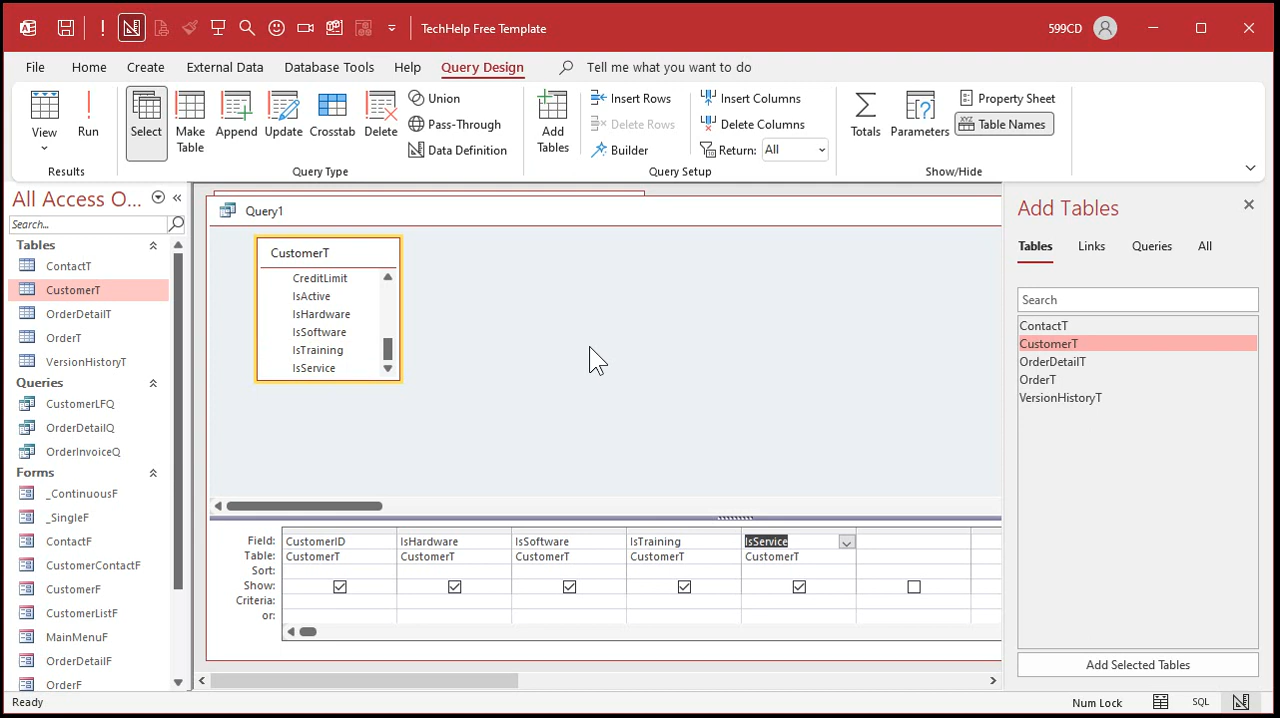 TechHelp Free Template
599CD
File Home Create External Data Database Tools Help Query Design Tell me what you want to do
View Run Select Make Table Append Update Crosstab Delete
Union
Pass-Through
Data Definition
Add Tables
Insert Rows
Delete Rows
Builder
Insert Columns
Delete Columns
Return: All
Totals Parameters
Property Sheet
Table Names
Results Query Type Query Setup Show/Hide
All Access O...
Search...
Tables
ContactT
CustomerT
OrderDetailT
OrderT
VersionHistoryT
Queries
CustomerLFQ
OrderDetailQ
OrderInvoiceQ
Forms
_ContinuousF
_SingleF
ContactF
CustomerContactF
CustomerF
CustomerListF
MainMenuF
OrderDetailF
OrderF
Query1
CustomerT
CreditLimit
IsActive
IsHardware
IsSoftware
IsTraining
IsService
Field: CustomerID IsHardware IsSoftware IsTraining IsService
Table: CustomerT CustomerT CustomerT CustomerT CustomerT
Sort:
Show:
Criteria:
or:
Add Tables
Tables Links Queries All
Search
ContactT
CustomerT
OrderDetailT
OrderT
VersionHistoryT
Add Selected Tables
Ready
Num Lock SQL